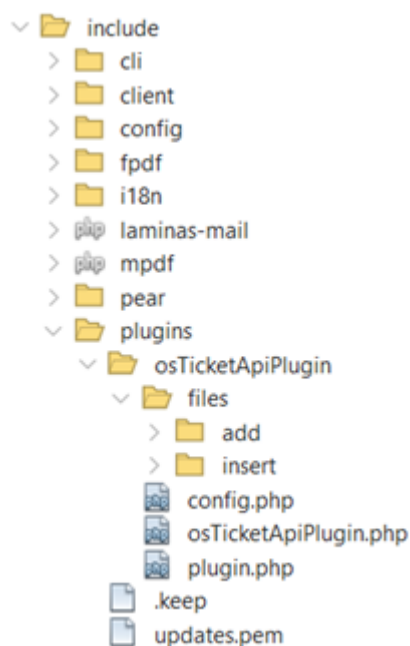 include
cli
client
config
fpdf
i18n
laminas-mail
mpdf
pear
plugins
osTicketApiPlugin
files
add
insert
config.php
osTicketApiPlugin.php
plugin.php
.keep
updates.pem